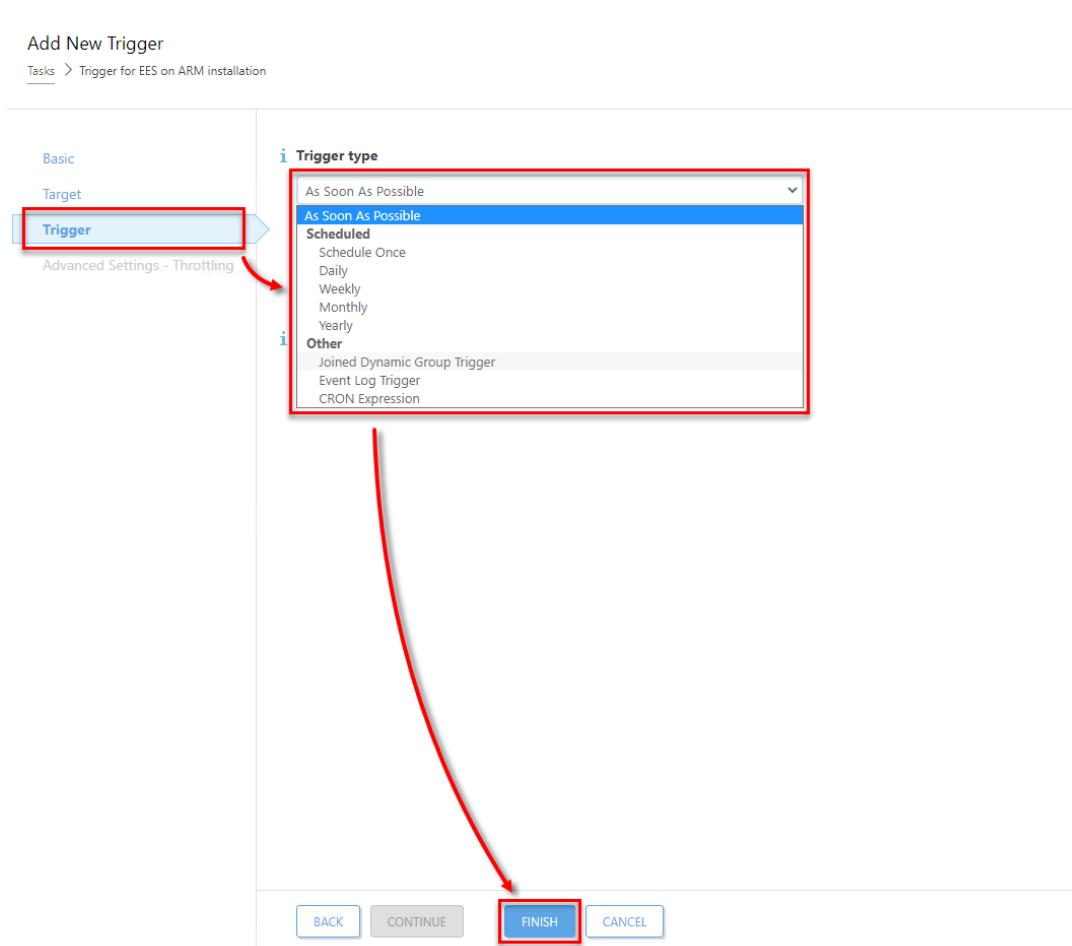 Add New Trigger
Tasks > Trigger for EES on ARM installation
Basic
Target
Trigger
Advanced Settings - Throttling
i Trigger type
As Soon As Possible
As Soon As Possible
Scheduled
Schedule Once
Daily
Weekly
Monthly
Yearly
i
Other
Joined Dynamic Group Trigger
Event Log Trigger
CRON Expression
BACK CONTINUE FINISH CANCEL